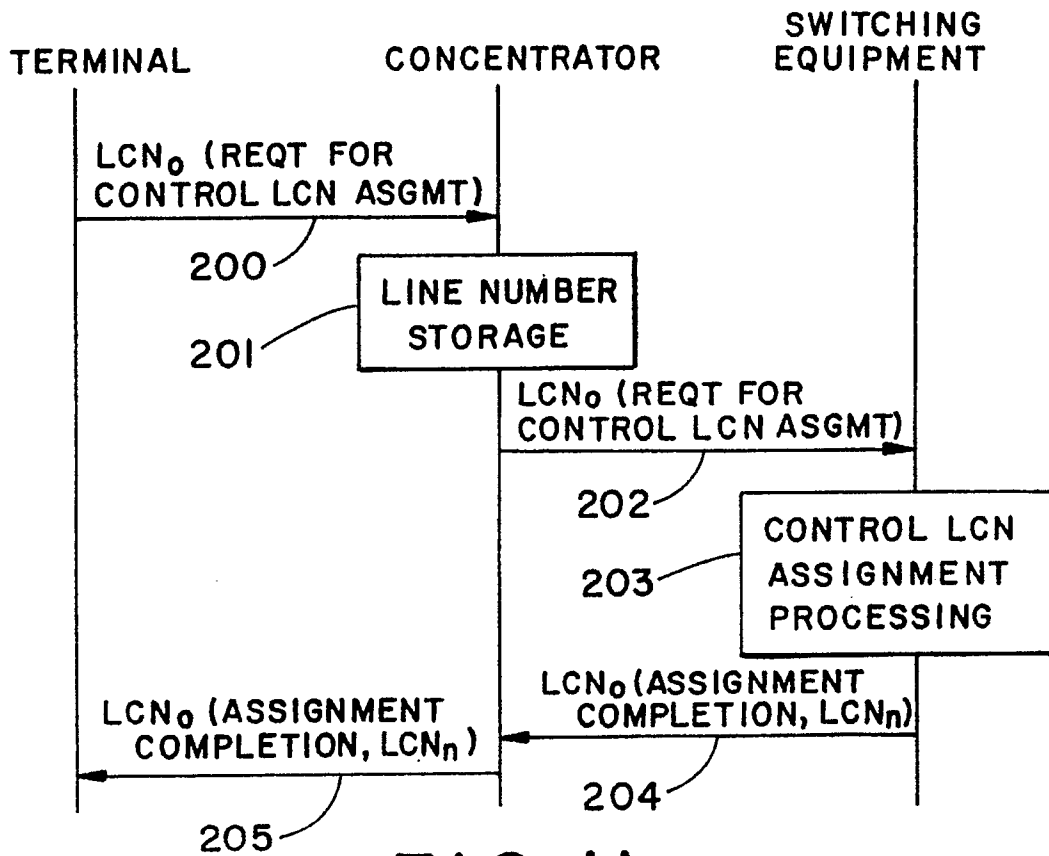 TERMINAL
CONCENTRATOR
SWITCHING
EQUIPMENT
LCN₀ (REQT FOR
CONTROL LCN ASGMT)
200
LINE NUMBER
STORAGE
201
LCN₀ (REQT FOR
CONTROL LCN ASGMT)
202
CONTROL LCN
ASSIGNMENT
PROCESSING
203
LCN₀ (ASSIGNMENT
COMPLETION, LCNₙ)
204
LCN₀ (ASSIGNMENT
COMPLETION, LCNₙ)
205